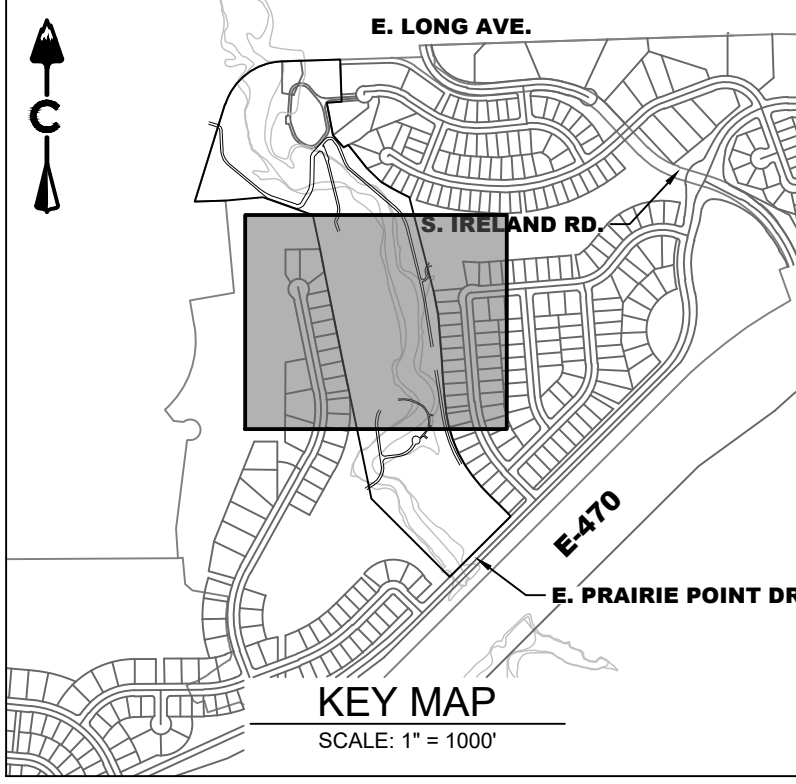 E. LONG AVE.
C
S. IRELAND RD.
E-470
E. PRAIRIE POINT DR
KEY MAP
SCALE: 1" = 1000'